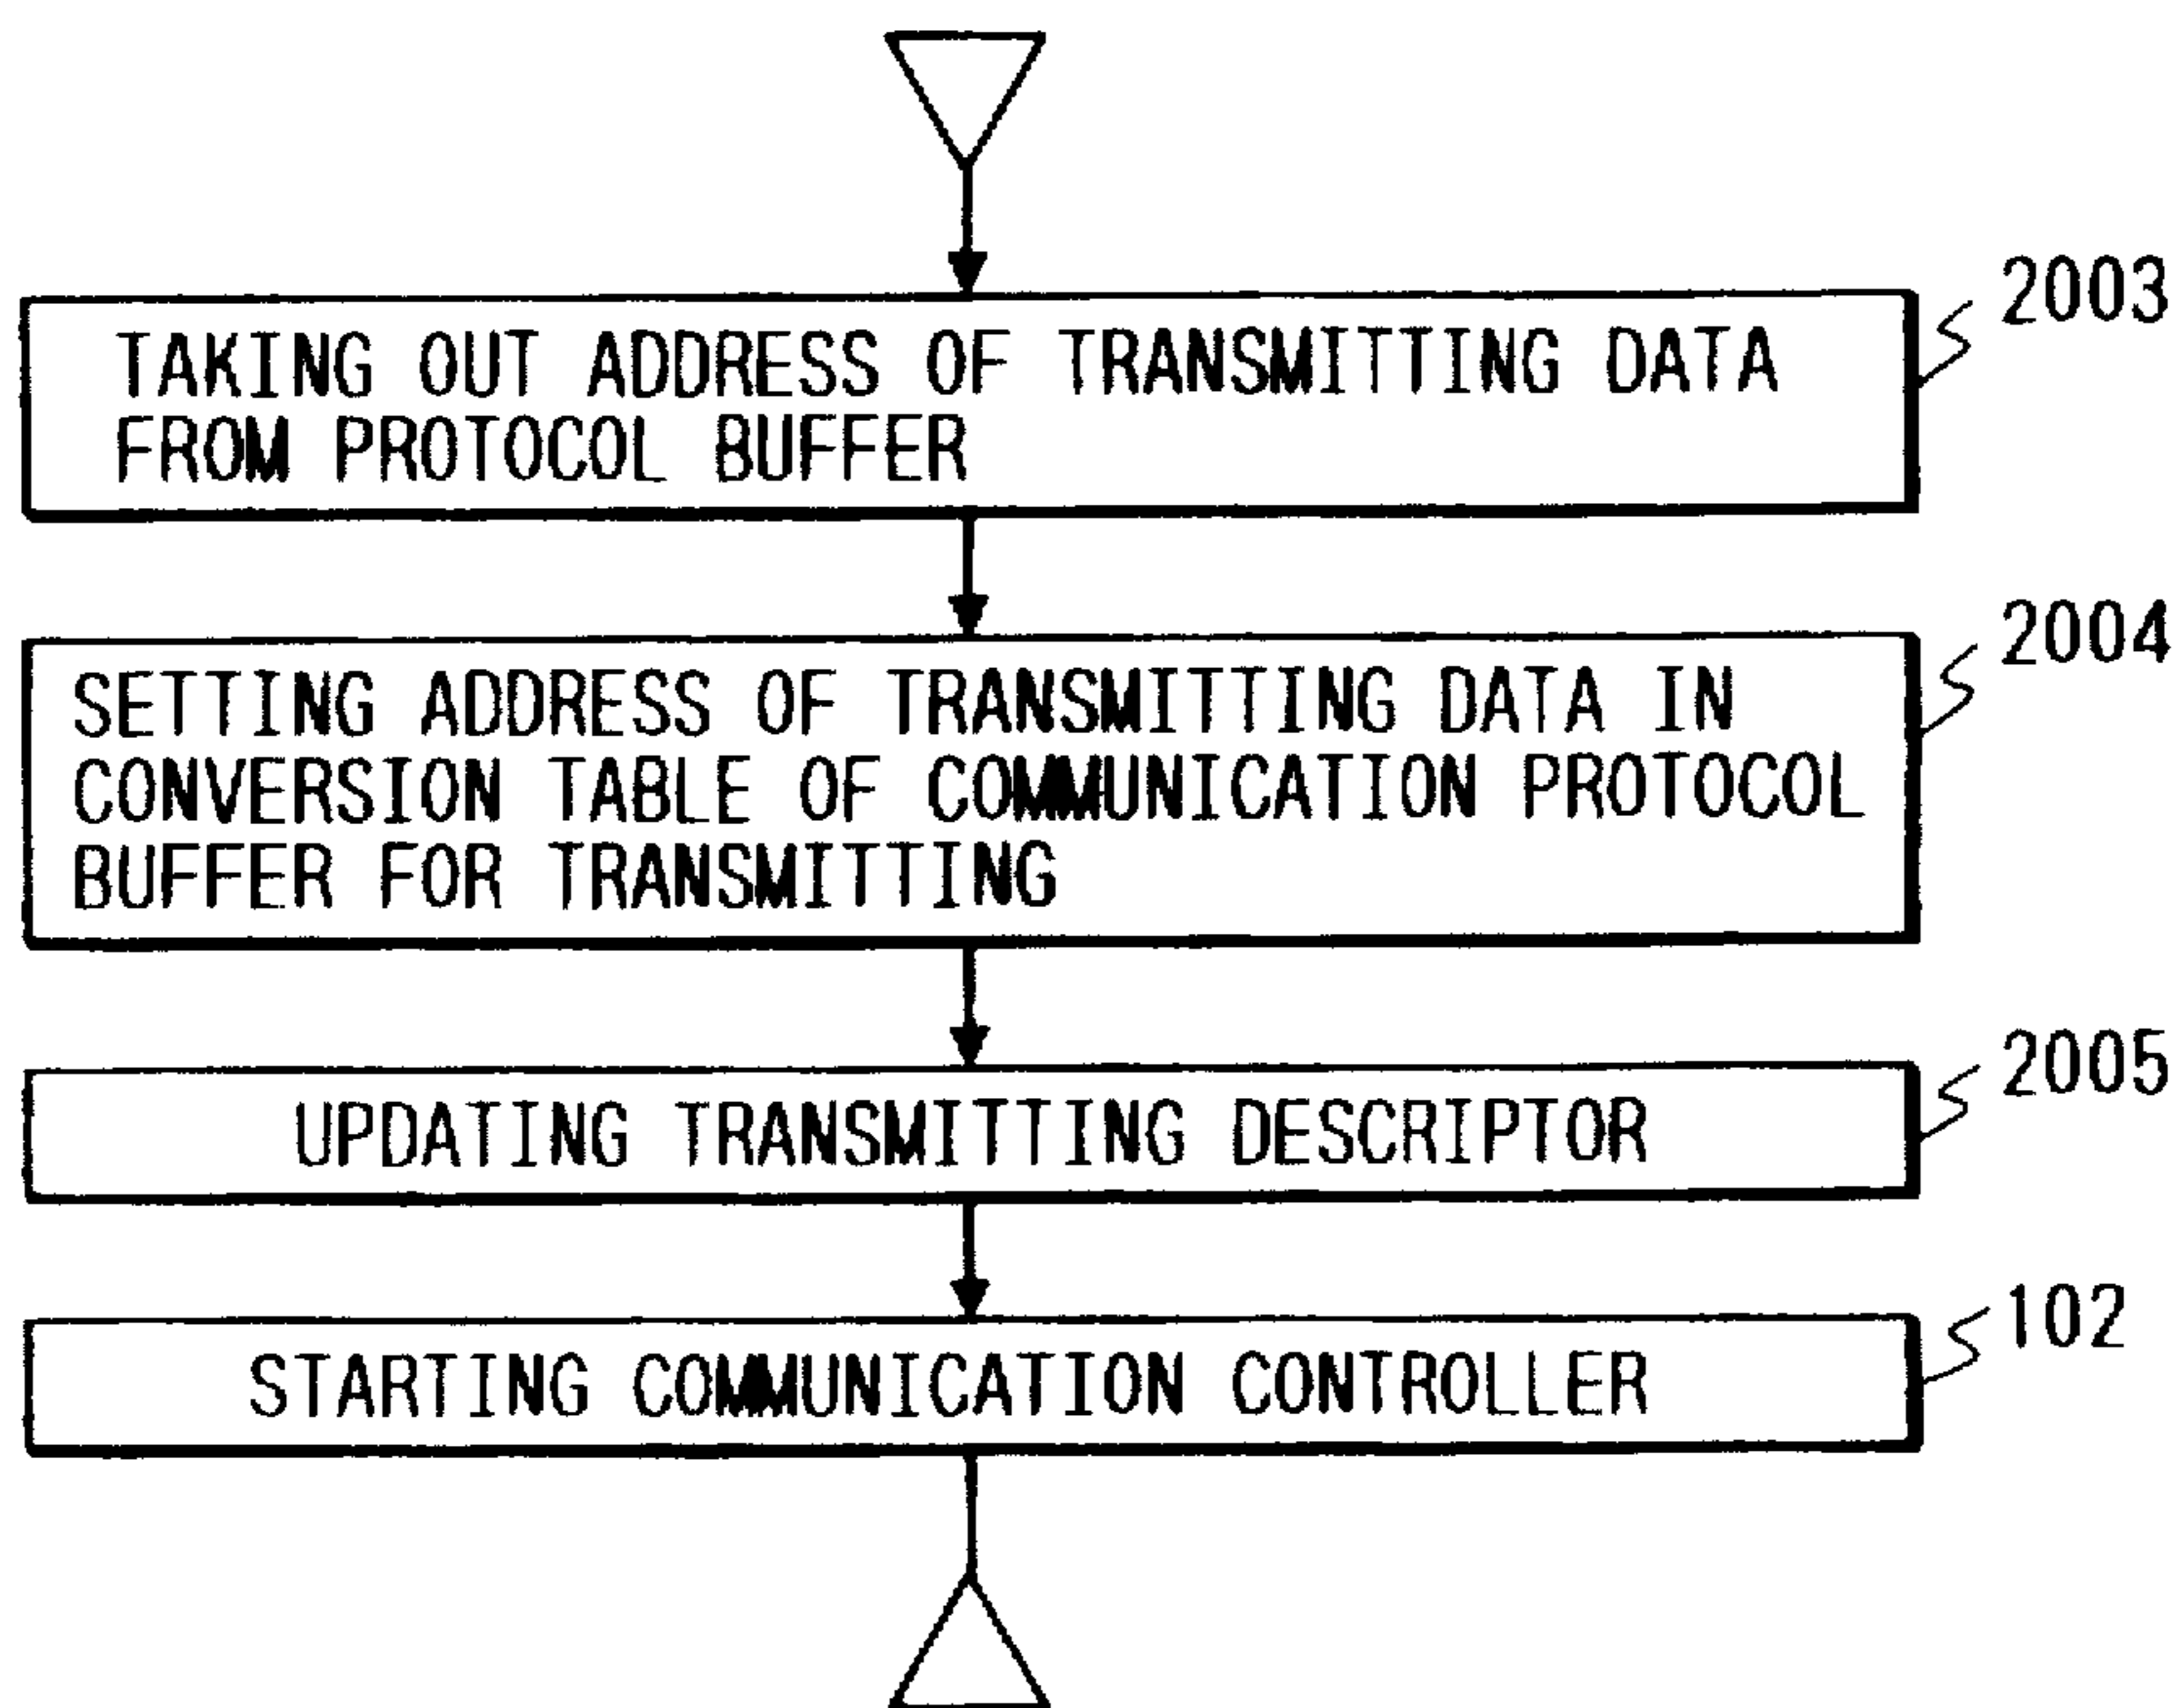 2003
TAKING OUT ADDRESS OF TRANSMITTING DATA
FROM PROTOCOL BUFFER
2004
SETTING ADDRESS OF TRANSMITTING DATA IN
CONVERSION TABLE OF COMMUNICATION PROTOCOL
BUFFER FOR TRANSMITTING
2005
UPDATING TRANSMITTING DESCRIPTOR
102
STARTING COMMUNICATION CONTROLLER